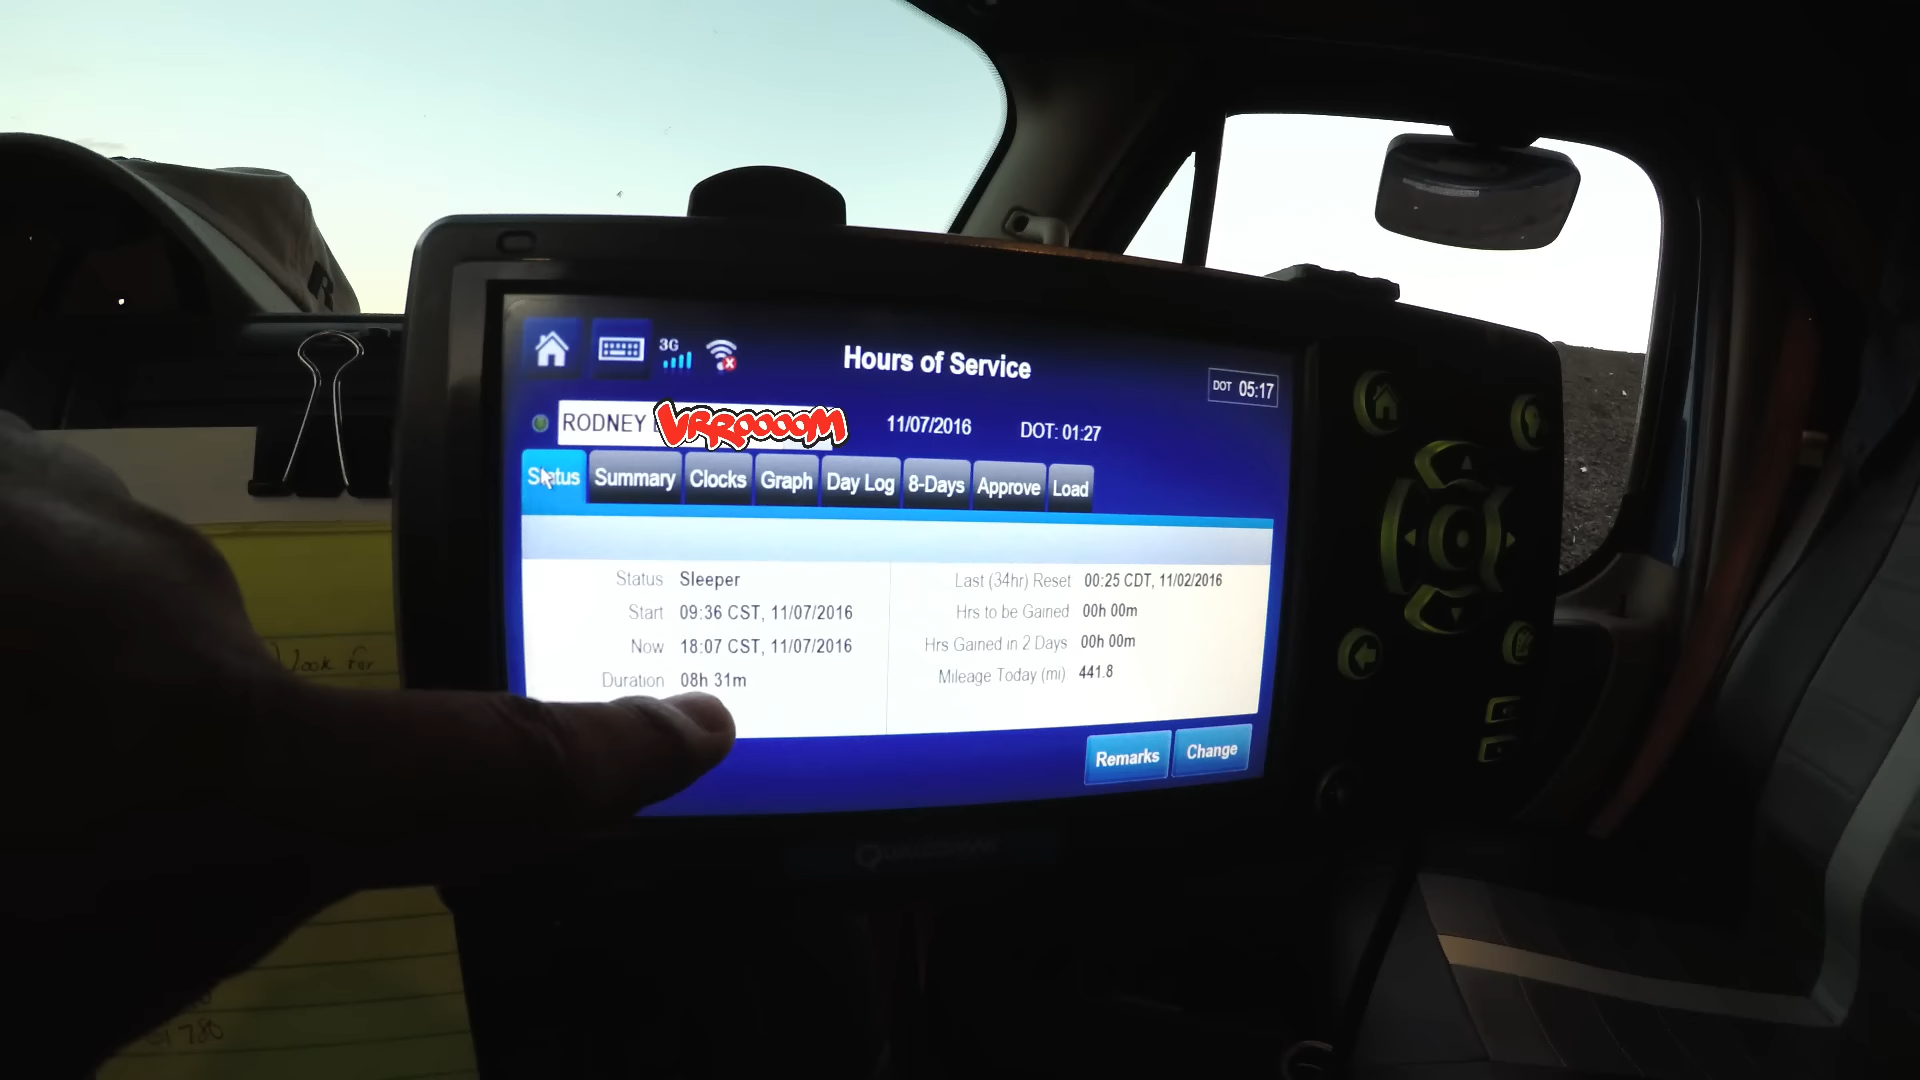 3G
Hours of Service
DOT 05:17
RODNEY VRROOOOM 11/07/2016 DOT: 01:27
Status Summary Clocks Graph Day Log 8-Days Approve Load
Status Sleeper
Start 09:36 CST, 11/07/2016
Now 18:07 CST, 11/07/2016
Duration 08h 31m
Last (34hr) Reset 00:25 CDT, 11/02/2016
Hrs to be Gained 00h 00m
Hrs Gained in 2 Days 00h 00m
Mileage Today (mi) 441.8
Remarks Change
look for
780